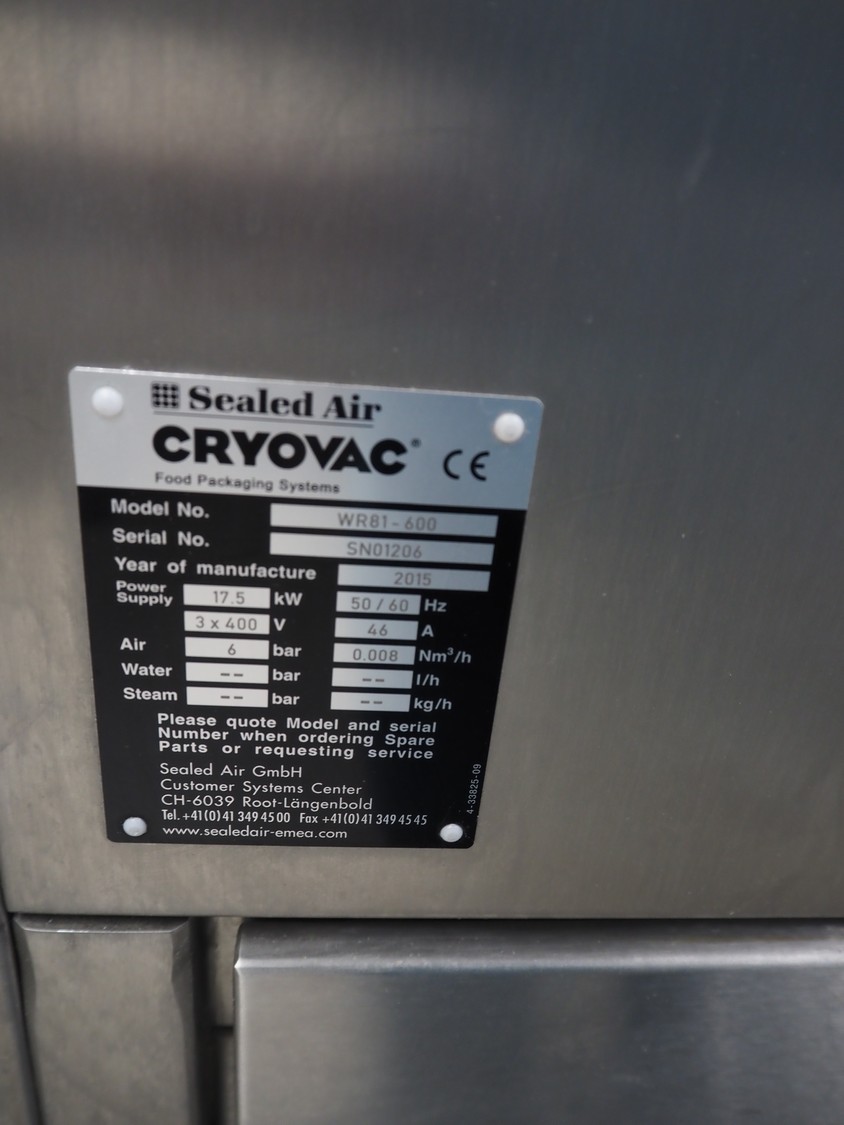 Sealed Air
CRYOVAC® CE
Food Packaging Systems
Model No. WR81-600
Serial No. SN01206
Year of manufacture 2015
Power Supply 17.5 kW 50 / 60 Hz
3 x 400 V 46 A
Air 6 bar 0.008 Nm³/h
Water -- bar -- l/h
Steam -- bar -- kg/h
Please quote Model and serial
Number when ordering Spare
Parts or requesting service
Sealed Air GmbH
Customer Systems Center
CH-6039 Root-Längenbold
Tel. +41(0)41 349 45 00 Fax +41(0)41 349 45 45
www.sealedair-emea.com
4-33825-09